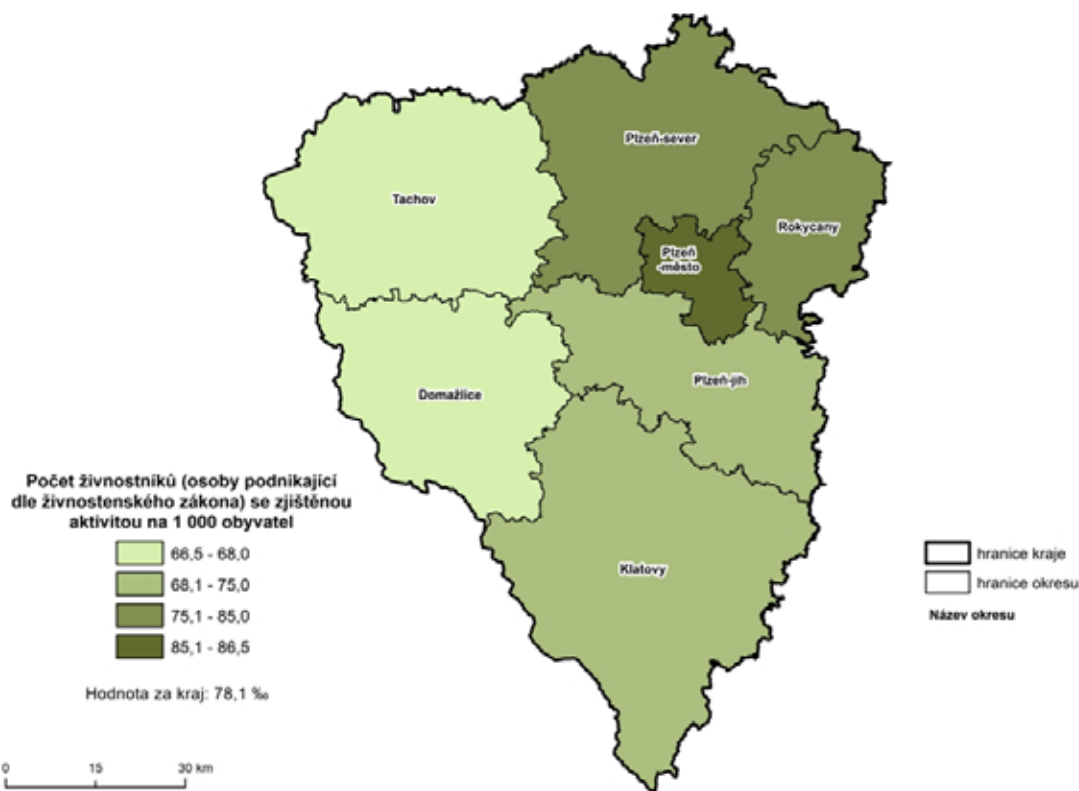 Plzeň-sever
Tachov
Rokycany
Plzeň
-město
Plzeň-jih
Domažlice
Klatovy
Počet živnostníků (osoby podnikající
dle živnostenského zákona) se zjištěnou
aktivitou na 1 000 obyvatel
66,5 - 68,0
68,1 - 75,0
75,1 - 85,0
85,1 - 86,5
Hodnota za kraj: 78,1 ‰
hranice kraje
hranice okresu
Název okresu
0 15 30 km